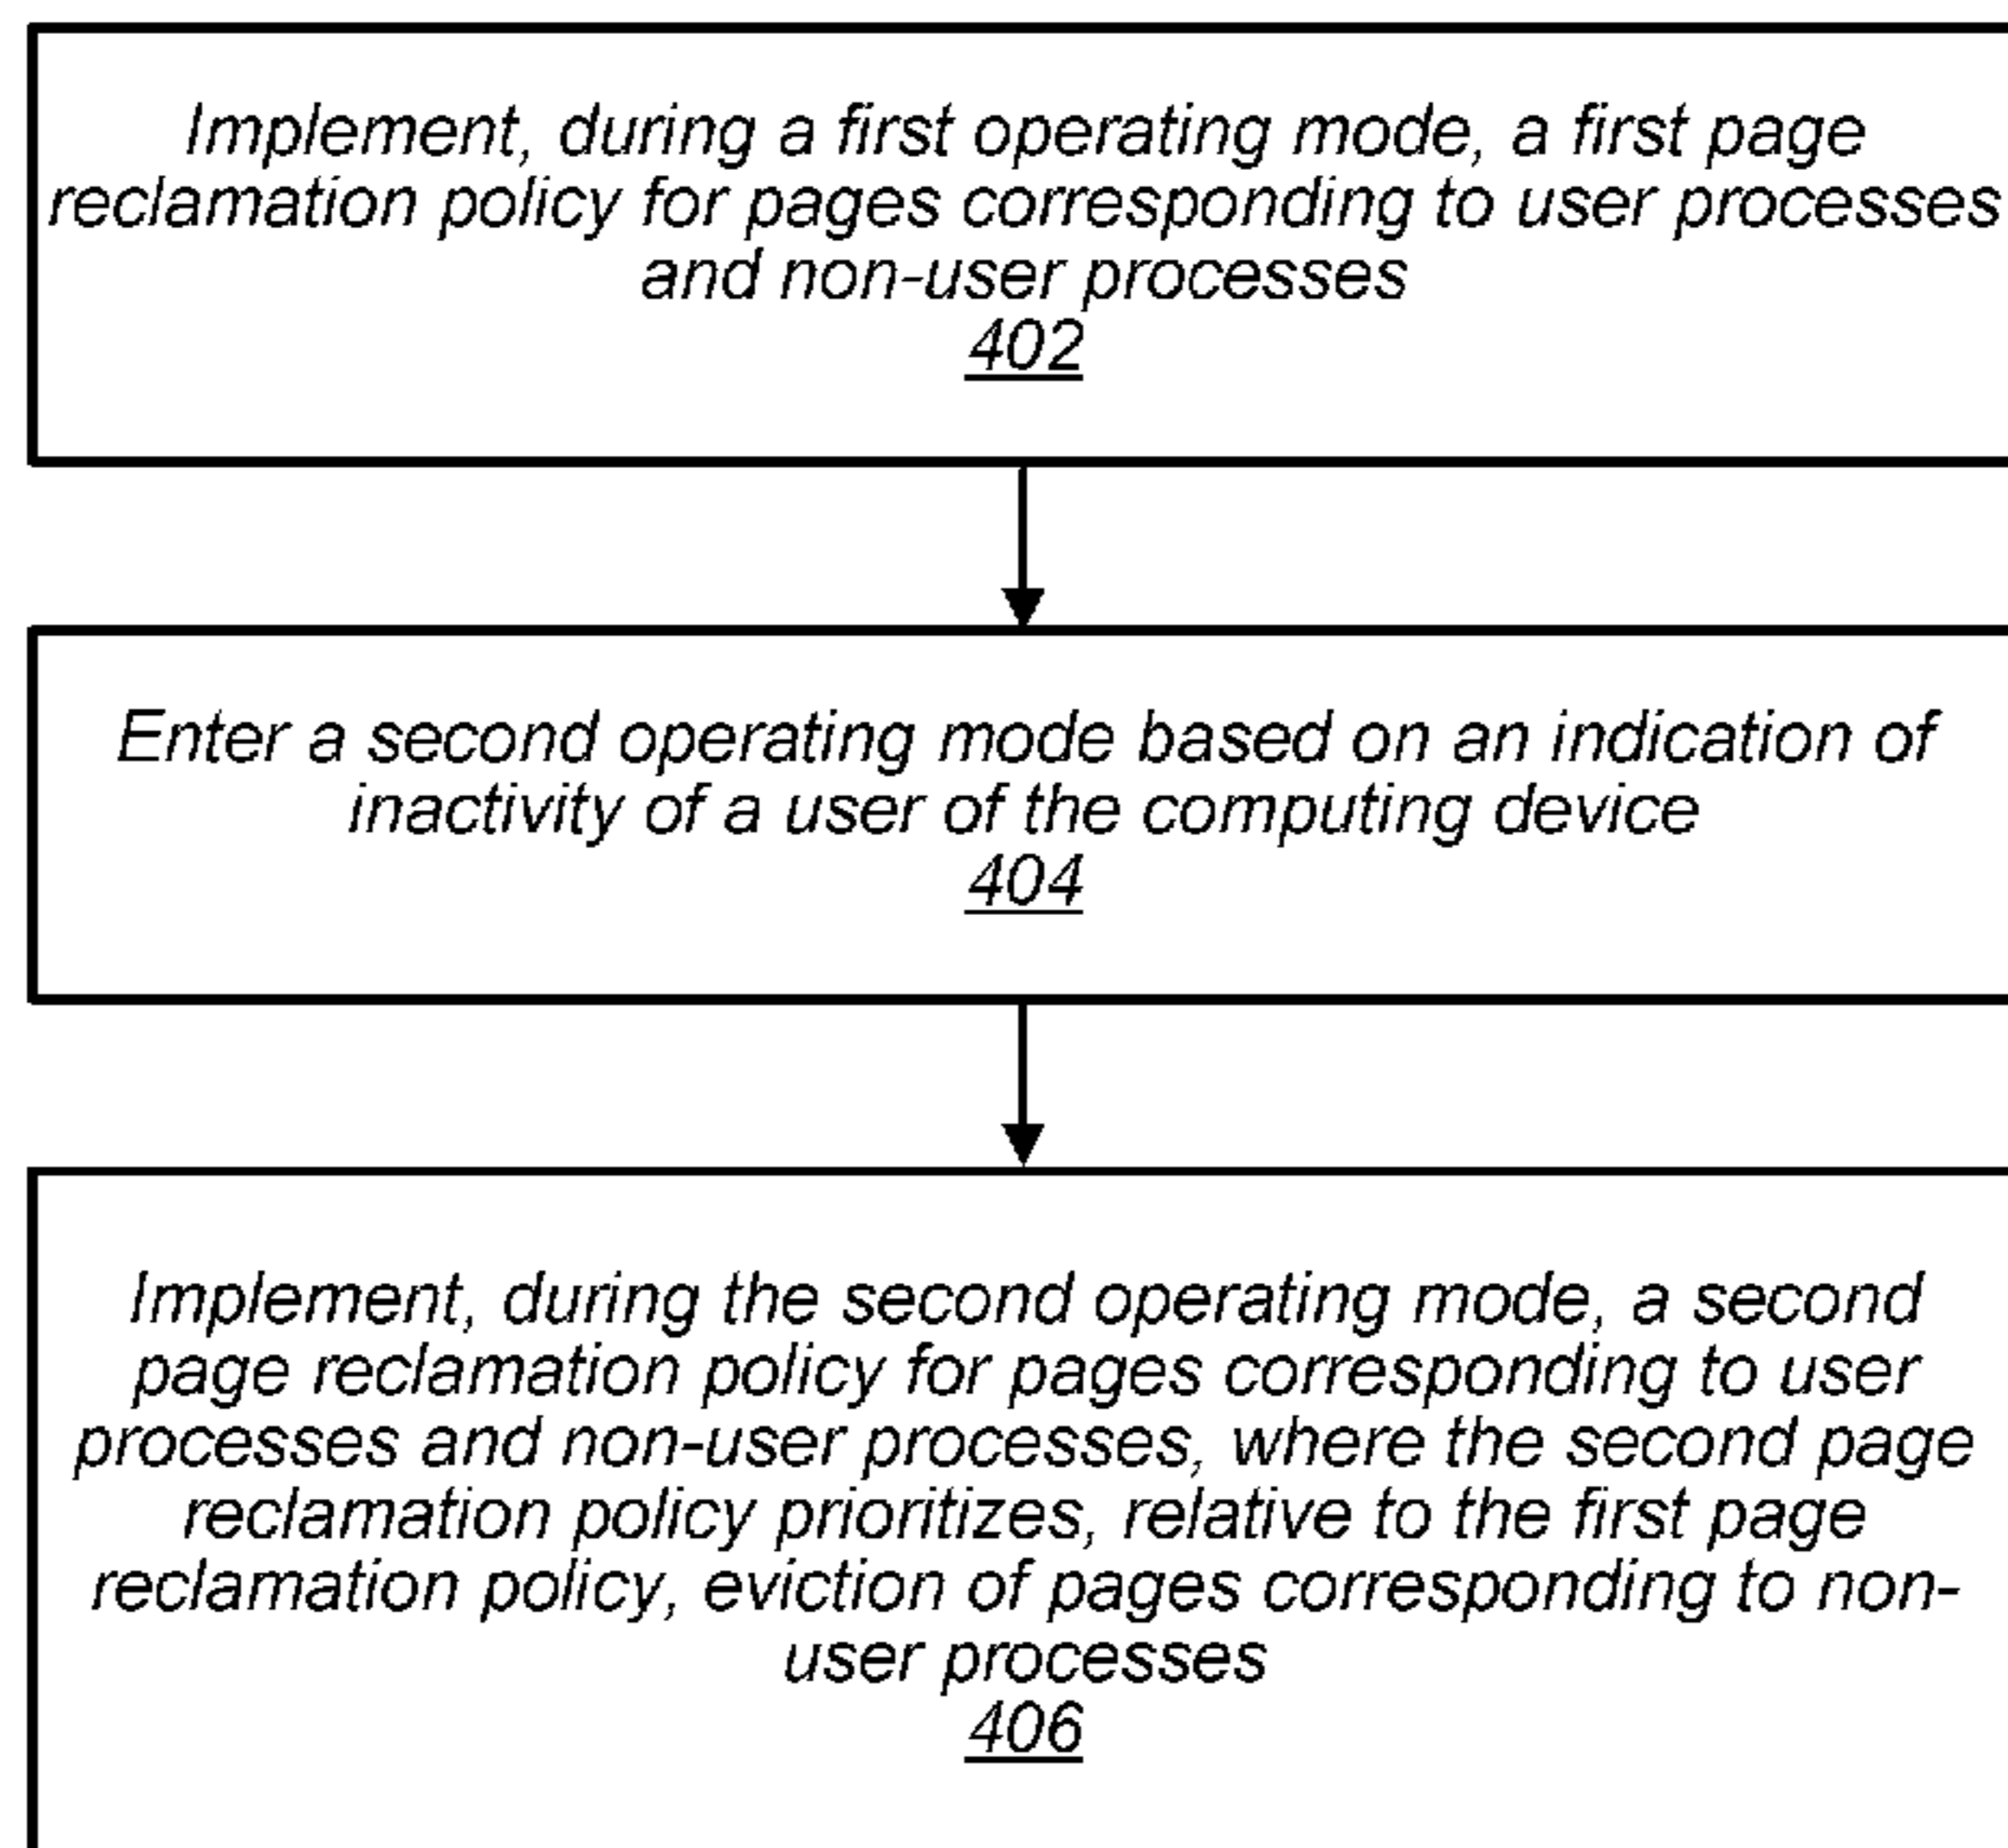 Implement, during a first operating mode, a first page
reclamation policy for pages corresponding to user processes
and non-user processes
402
Enter a second operating mode based on an indication of
inactivity of a user of the computing device
404
Implement, during the second operating mode, a second
page reclamation policy for pages corresponding to user
processes and non-user processes, where the second page
reclamation policy prioritizes, relative to the first page
reclamation policy, eviction of pages corresponding to non-
user processes
406